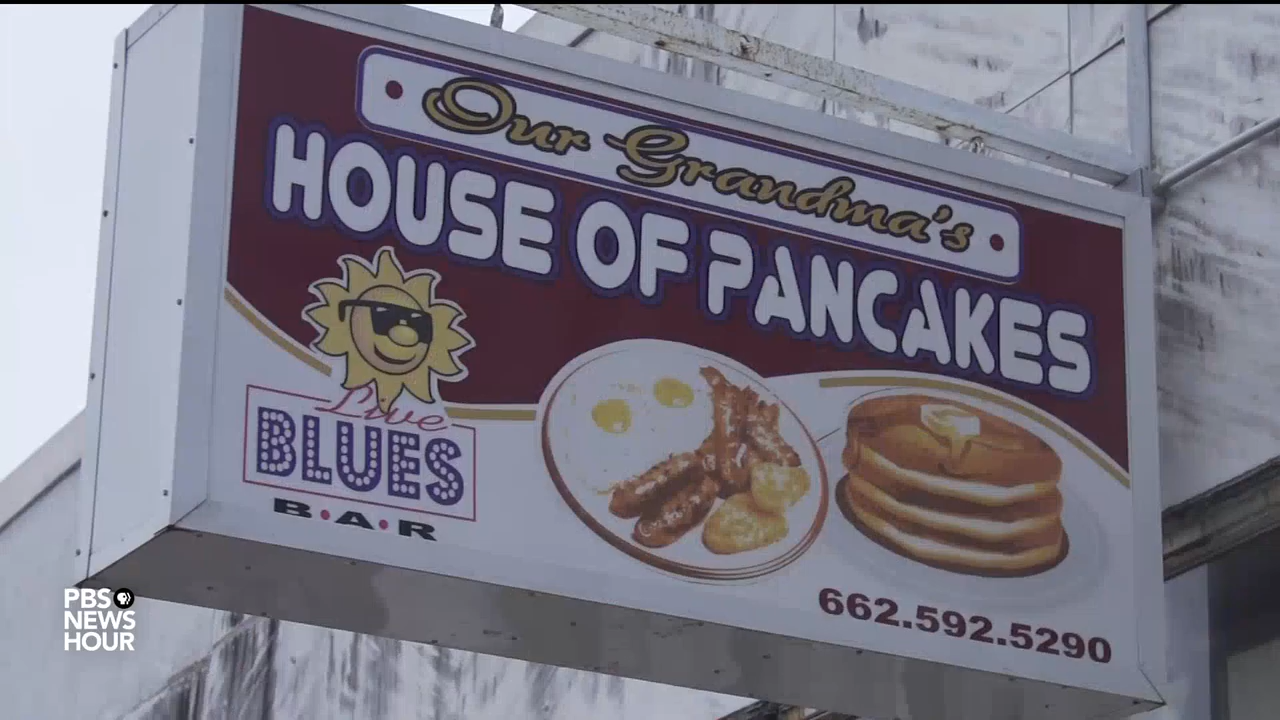 Our Grandma's
HOUSE OF PANCAKES
Live
BLUES
B•A•R
662.592.5290
PBS
NEWS
HOUR